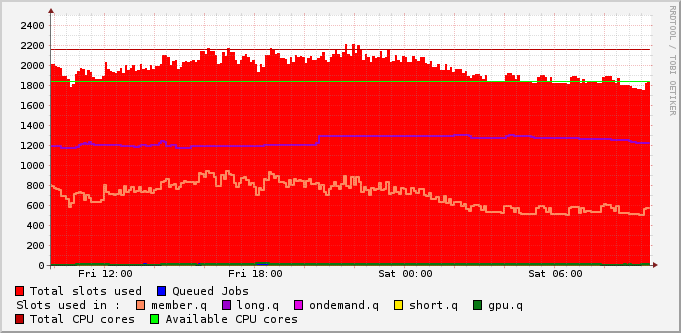 2400
2200
2000
1800
1600
1400
1200
1000
800
600
400
200
0
Fri 12:00 Fri 18:00 Sat 00:00 Sat 06:00
RRDTOOL / TOBI OETIKER
Total slots used Queued Jobs
Slots used in : member.q long.q ondemand.q short.q gpu.q
Total CPU cores Available CPU cores